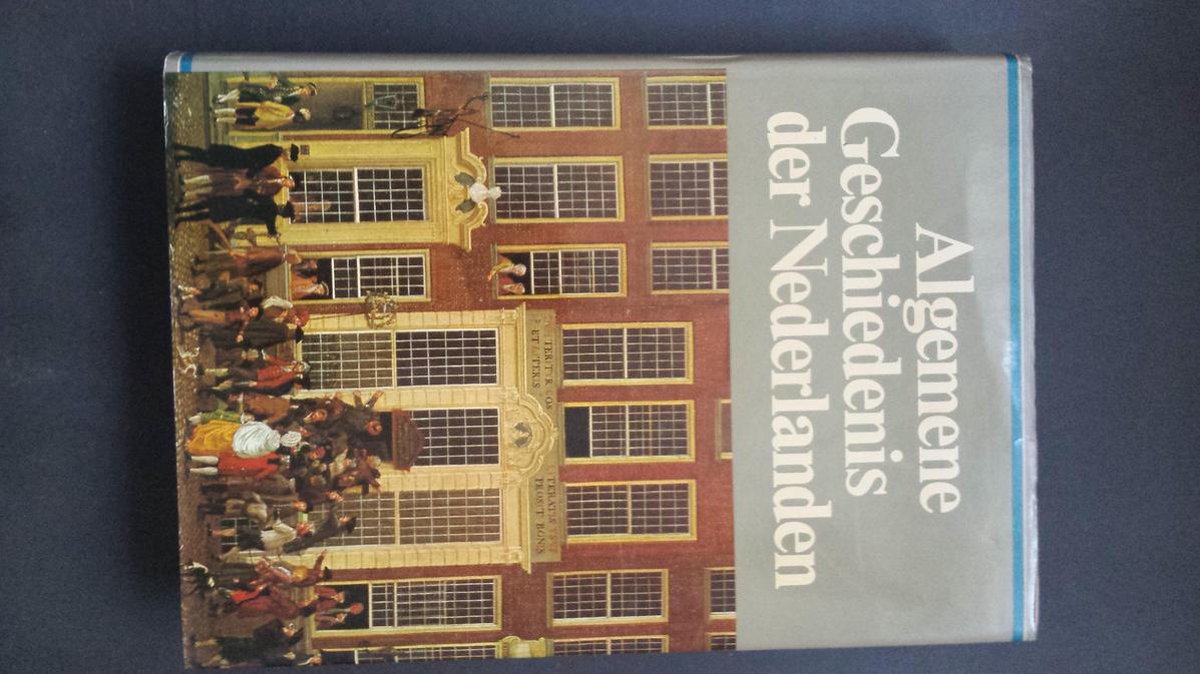 Algemene
Geschiedenis
der Nederlanden